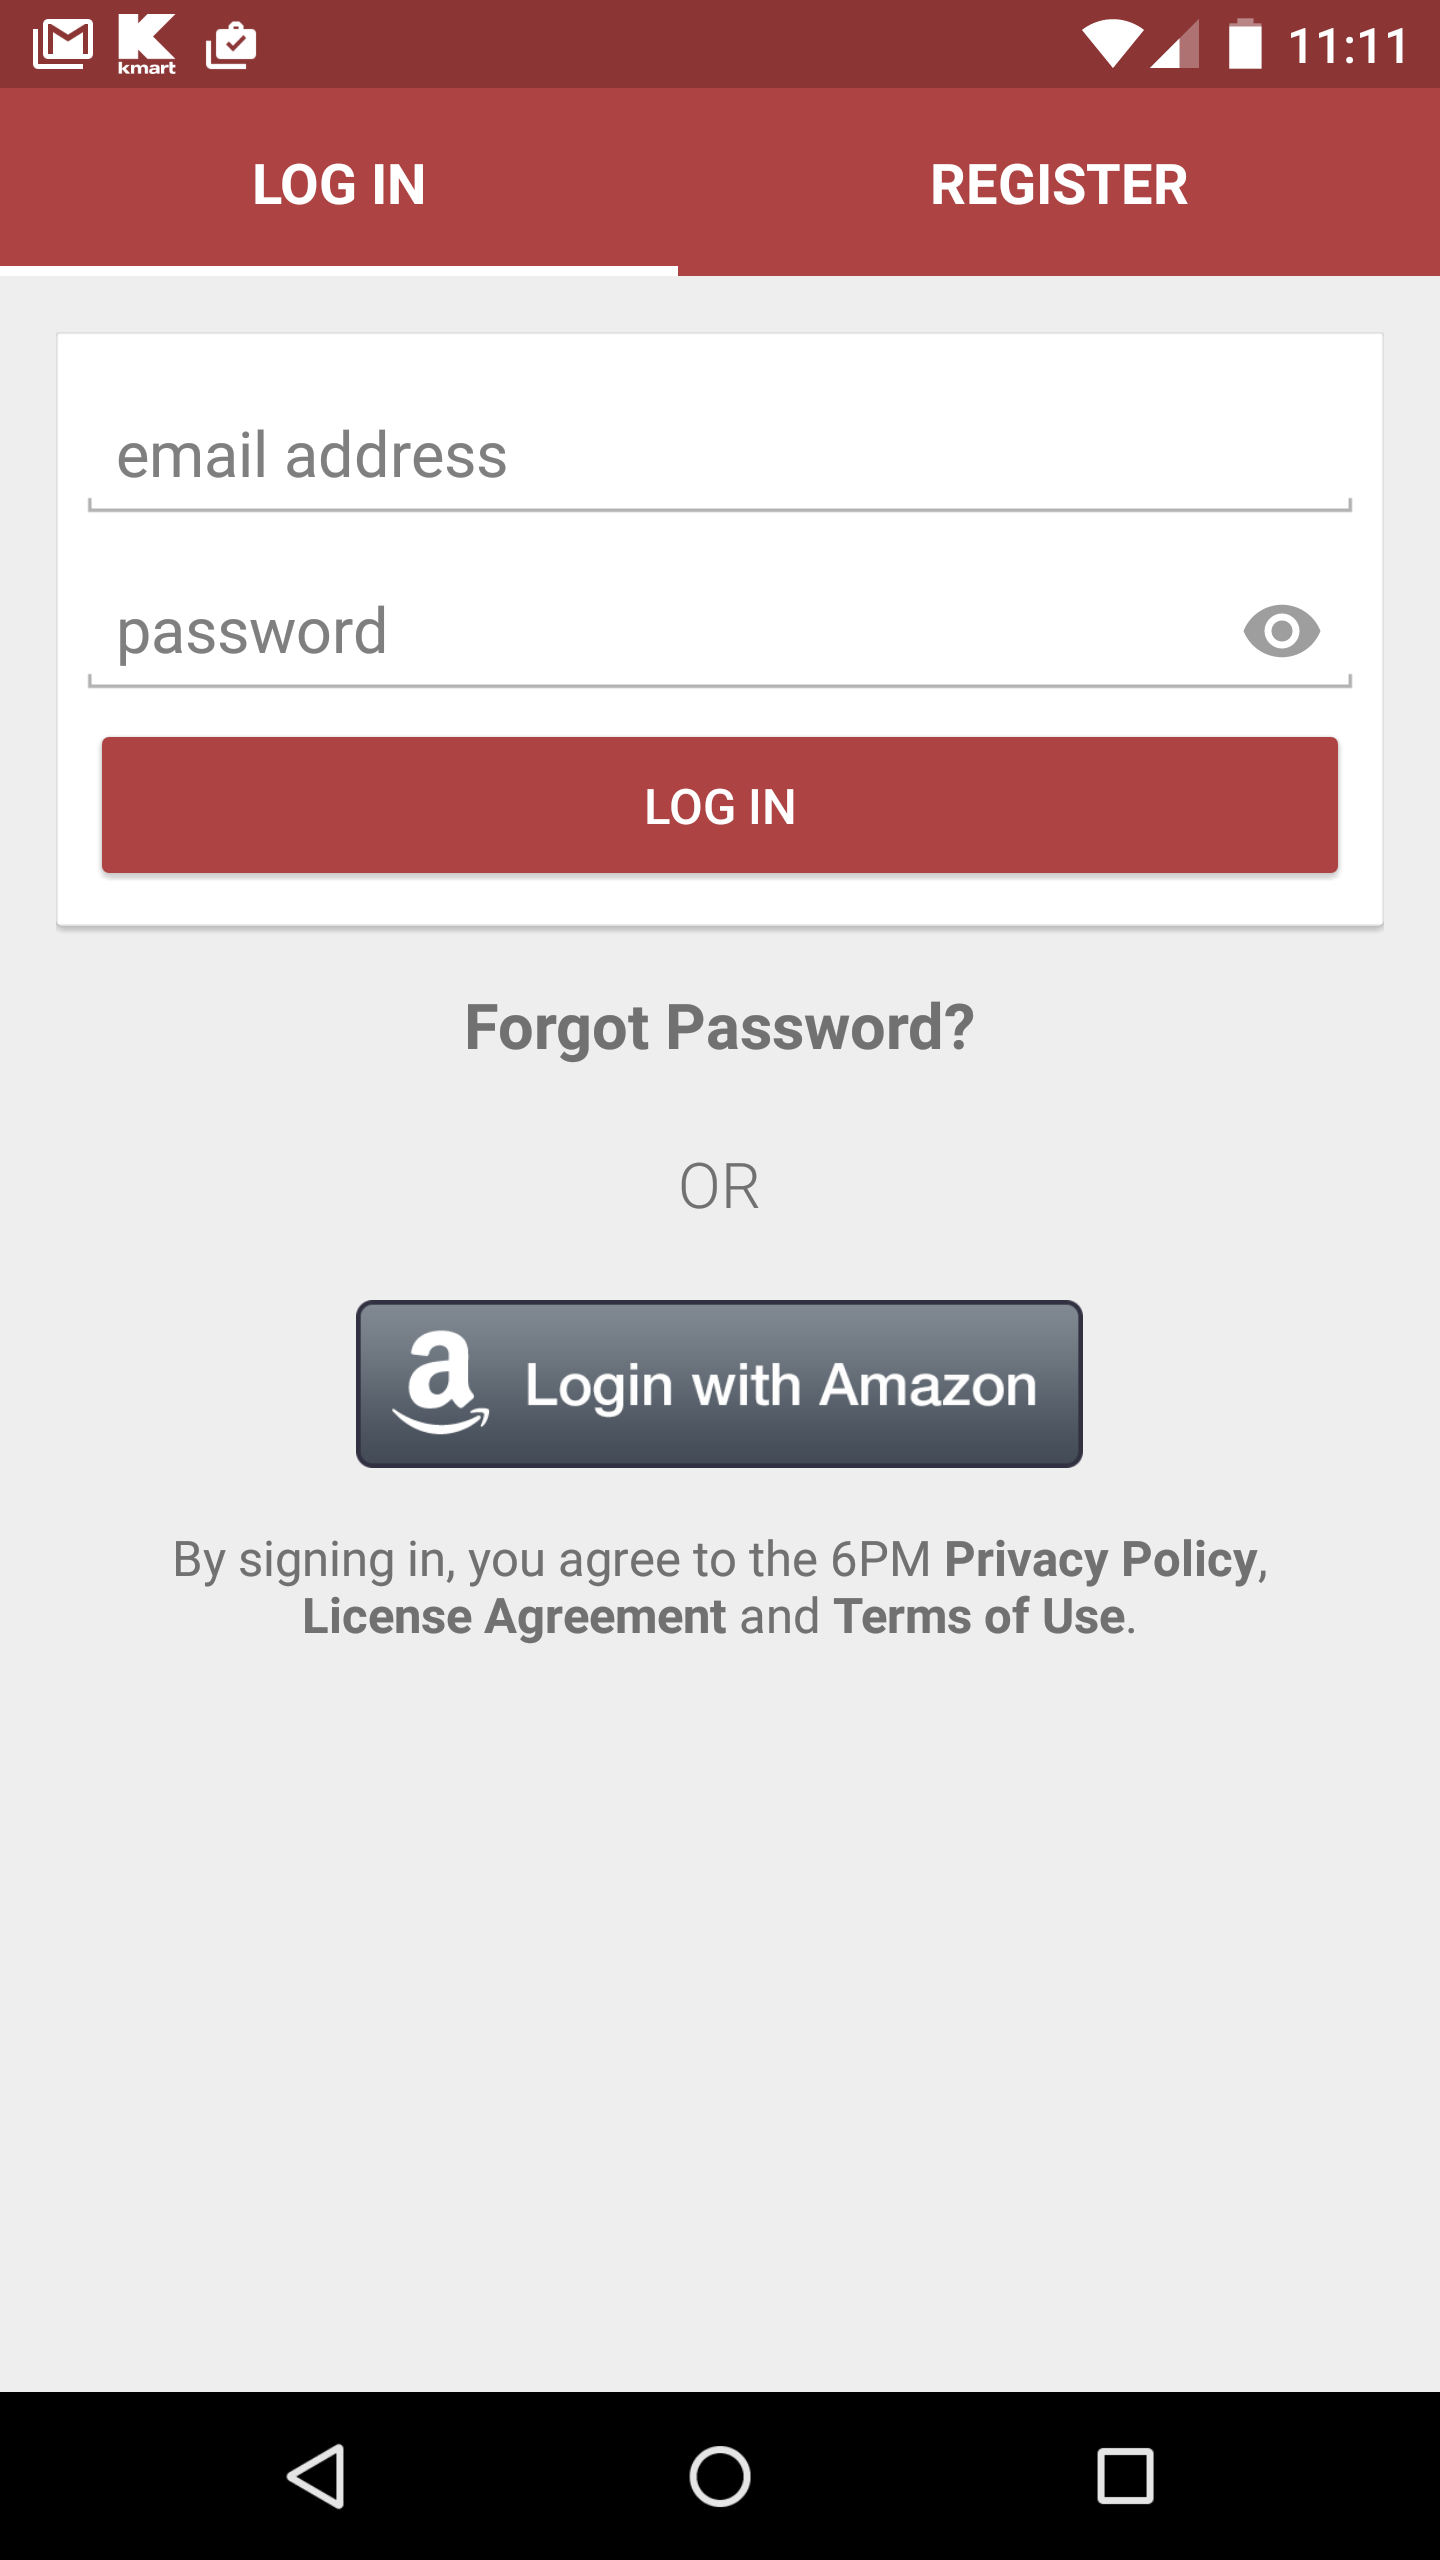 kmart
11:11
LOG IN
REGISTER
email address
password
LOG IN
Forgot Password?
OR
a Login with Amazon
By signing in, you agree to the 6PM Privacy Policy,
License Agreement and Terms of Use.